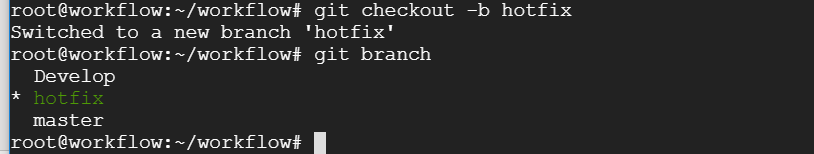 root@workflow:~/workflow# git checkout -b hotfix
Switched to a new branch 'hotfix'
root@workflow:~/workflow# git branch
  Develop
* hotfix
  master
root@workflow:~/workflow#